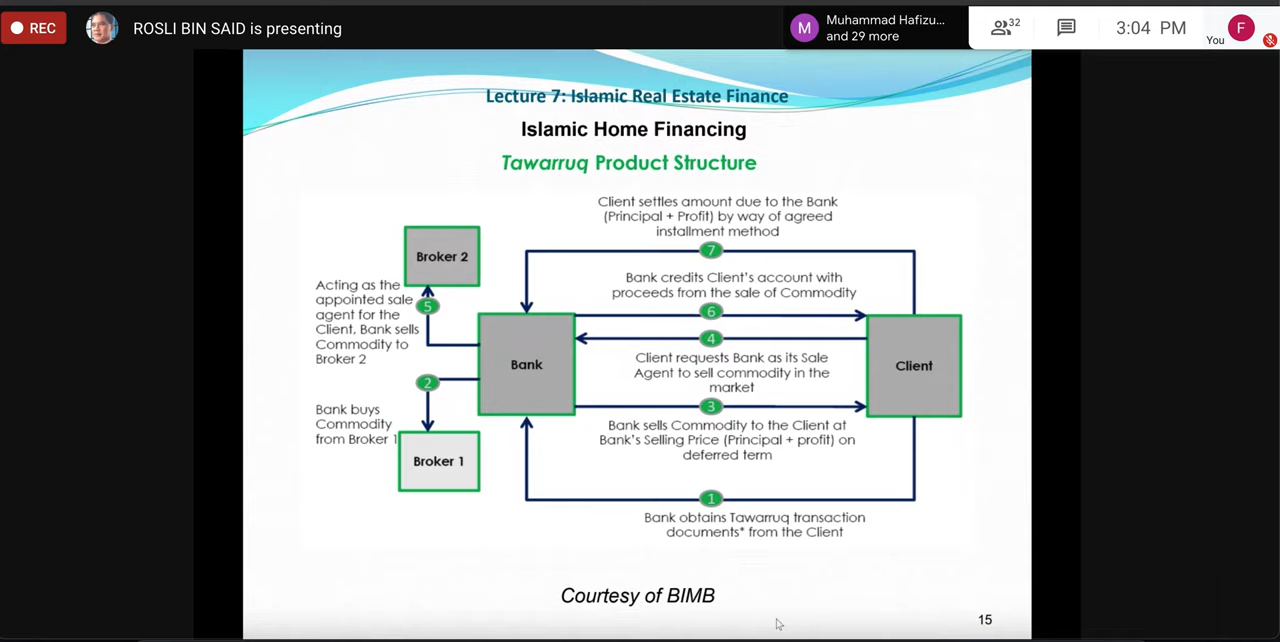 REC
ROSLI BIN SAID is presenting
M
Muhammad Hafizu...
and 29 more
32
3:04 PM
You
F
Lecture 7: Islamic Real Estate Finance
Islamic Home Financing
Tawarruq Product Structure
Client settles amount due to the Bank
(Principal + Profit) by way of agreed
installment method
7
Broker 2
Bank credits Client's account with
proceeds from the sale of Commodity
6
Acting as the
appointed sale
agent for the
Client, Bank sells
Commodity to
Broker 2
5
4
Bank
Client
Client requests Bank as its Sale
Agent to sell commodity in the
market
2
3
Bank buys
Commodity
from Broker 1
Bank sells Commodity to the Client at
Bank's Selling Price (Principal + profit) on
deferred term
Broker 1
1
Bank obtains Tawarruq transaction
documents* from the Client
Courtesy of BIMB
15